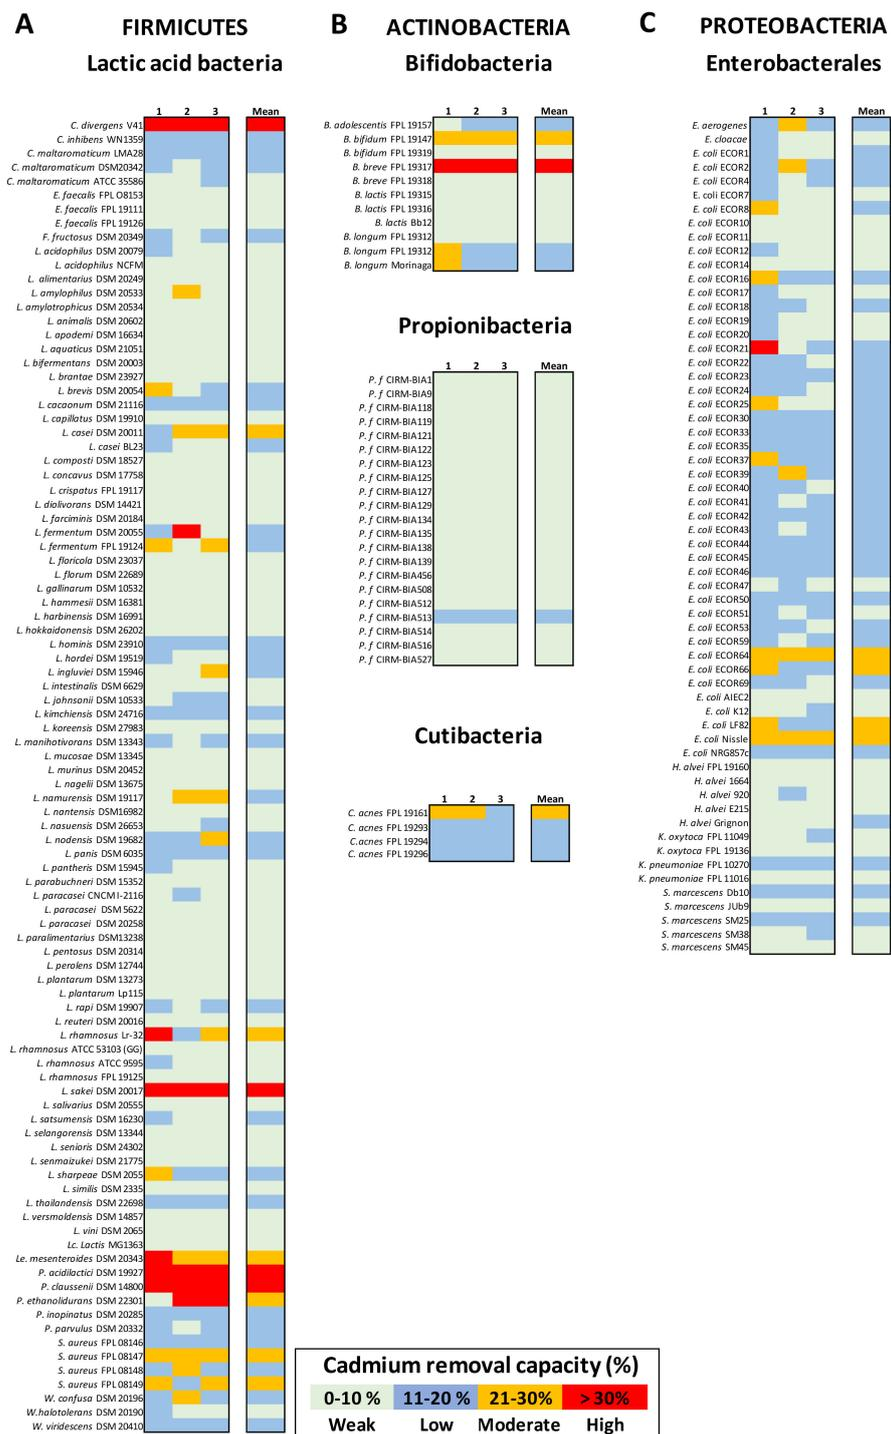 A
FIRMICUTES
Lactic acid bacteria
1 2 3 Mean
C. divergens V41
C. inhibens WN1359
C. maltaromaticum LMA28
C. maltaromaticum DSM20342
C. maltaromaticum ATCC 35586
E. faecalis FPL O8153
E. faecalis FPL 19111
E. faecalis FPL 19126
F. fructosus DSM 20349
L. acidophilus DSM 20079
L. acidophilus NCFM
L. alimentarius DSM 20249
L. amylophilus DSM 20533
L. amylotrophicus DSM 20534
L. animalis DSM 20602
L. apodemi DSM 16634
L. aquaticus DSM 21051
L. bifermentans DSM 20003
L. brantae DSM 23927
L. brevis DSM 20054
L. cacaonum DSM 21116
L. capillatus DSM 19910
L. casei DSM 20011
L. casei BL23
L. composti DSM 18527
L. concavus DSM 17758
L. crispatus FPL 19117
L. diolivorans DSM 14421
L. farciminis DSM 20184
L. fermentum DSM 20055
L. fermentum FPL 19124
L. floricola DSM 23037
L. florum DSM 22689
L. gallinarum DSM 10532
L. hammesii DSM 16381
L. harbinensis DSM 16991
L. hokkaidonensis DSM 26202
L. hominis DSM 23910
L. hordei DSM 19519
L. ingluviei DSM 15946
L. intestinalis DSM 6629
L. johnsonii DSM 10533
L. kimchiensis DSM 24716
L. koreensis DSM 27983
L. manihotivorans DSM 13343
L. mucosae DSM 13345
L. murinus DSM 20452
L. nagelii DSM 13675
L. namurensis DSM 19117
L. nantensis DSM16982
L. nasuensis DSM 26653
L. nodensis DSM 19682
L. panis DSM 6035
L. pantheris DSM 15945
L. parabuchneri DSM 15352
L. paracasei CNCM I-2116
L. paracasei DSM 5622
L. paracasei DSM 20258
L. paralimentarius DSM13238
L. pentosus DSM 20314
L. perolens DSM 12744
L. plantarum DSM 13273
L. plantarum Lp115
L. rapi DSM 19907
L. reuteri DSM 20016
L. rhamnosus Lr-32
L. rhamnosus ATCC 53103 (GG)
L. rhamnosus ATCC 9595
L. rhamnosus FPL 19125
L. sakei DSM 20017
L. salivarius DSM 20555
L. satsumensis DSM 16230
L. selangorensis DSM 13344
L. senioris DSM 24302
L. senmaizukei DSM 21775
L. sharpeae DSM 2055
L. similis DSM 2335
L. thailandensis DSM 22698
L. versmoldensis DSM 14857
L. vini DSM 2065
Lc. Lactis MG1363
Le. mesenteroides DSM 20343
P. acidilactici DSM 19927
P. claussenii DSM 14800
P. ethanolidurans DSM 22301
P. inopinatus DSM 20285
P. parvulus DSM 20332
S. aureus FPL 08146
S. aureus FPL 08147
S. aureus FPL 08148
S. aureus FPL 08149
W. confusa DSM 20196
W.halotolerans DSM 20190
W. viridescens DSM 20410
B
ACTINOBACTERIA
Bifidobacteria
1 2 3 Mean
B. adolescentis FPL 19157
B. bifidum FPL 19147
B. bifidum FPL 19319
B. breve FPL 19317
B. breve FPL 19318
B. lactis FPL 19315
B. lactis FPL 19316
B. lactis Bb12
B. longum FPL 19312
B. longum FPL 19312
B. longum Morinaga
Propionibacteria
1 2 3 Mean
P. f CIRM-BIA1
P. f CIRM-BIA9
P. f CIRM-BIA118
P. f CIRM-BIA119
P. f CIRM-BIA121
P. f CIRM-BIA122
P. f CIRM-BIA123
P. f CIRM-BIA125
P. f CIRM-BIA127
P. f CIRM-BIA129
P. f CIRM-BIA134
P. f CIRM-BIA135
P. f CIRM-BIA138
P. f CIRM-BIA139
P. f CIRM-BIA456
P. f CIRM-BIA508
P. f CIRM-BIA512
P. f CIRM-BIA513
P. f CIRM-BIA514
P. f CIRM-BIA516
P. f CIRM-BIA527
Cutibacteria
1 2 3 Mean
C. acnes FPL 19161
C. acnes FPL 19293
C.acnes FPL 19294
C. acnes FPL 19296
C
PROTEOBACTERIA
Enterobacterales
1 2 3 Mean
E. aerogenes
E. cloacae
E. coli ECOR1
E. coli ECOR2
E. coli ECOR4
E. coli ECOR7
E. coli ECOR8
E. coli ECOR10
E. coli ECOR11
E. coli ECOR12
E. coli ECOR14
E. coli ECOR16
E. coli ECOR17
E. coli ECOR18
E. coli ECOR19
E. coli ECOR20
E. coli ECOR21
E. coli ECOR22
E. coli ECOR23
E. coli ECOR24
E. coli ECOR25
E. coli ECOR30
E. coli ECOR33
E. coli ECOR35
E. coli ECOR37
E. coli ECOR39
E. coli ECOR40
E. coli ECOR41
E. coli ECOR42
E. coli ECOR43
E. coli ECOR44
E. coli ECOR45
E. coli ECOR46
E. coli ECOR47
E. coli ECOR50
E. coli ECOR51
E. coli ECOR53
E. coli ECOR59
E. coli ECOR64
E. coli ECOR66
E. coli ECOR69
E. coli AIEC2
E. coli K12
E. coli LF82
E. coli Nissle
E. coli NRG857c
H. alvei FPL 19160
H. alvei 1664
H. alvei 920
H. alvei E215
H. alvei Grignon
K. oxytoca FPL 11049
K. oxytoca FPL 19136
K. pneumoniae FPL 10270
K. pneumoniae FPL 11016
S. marcescens Db10
S. marcescens JUb9
S. marcescens SM25
S. marcescens SM38
S. marcescens SM45
Cadmium removal capacity (%)
0-10 % 11-20 % 21-30% >30%
Weak Low Moderate High